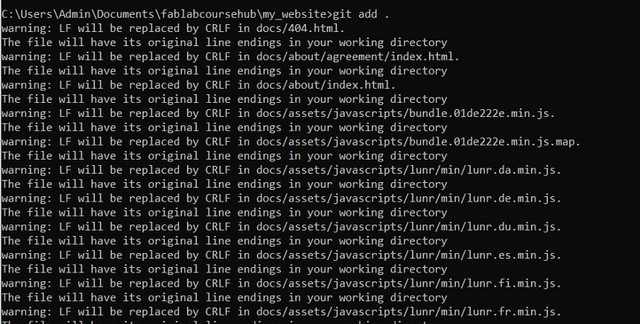 C:\Users\Admin\Documents\fablabcoursehub\my_website>git add .
warning: LF will be replaced by CRLF in docs/404.html.
The file will have its original line endings in your working directory
warning: LF will be replaced by CRLF in docs/about/agreement/index.html.
The file will have its original line endings in your working directory
warning: LF will be replaced by CRLF in docs/about/index.html.
The file will have its original line endings in your working directory
warning: LF will be replaced by CRLF in docs/assets/javascripts/bundle.01de222e.min.js.
The file will have its original line endings in your working directory
warning: LF will be replaced by CRLF in docs/assets/javascripts/bundle.01de222e.min.js.map.
The file will have its original line endings in your working directory
warning: LF will be replaced by CRLF in docs/assets/javascripts/lunr/min/lunr.da.min.js.
The file will have its original line endings in your working directory
warning: LF will be replaced by CRLF in docs/assets/javascripts/lunr/min/lunr.de.min.js.
The file will have its original line endings in your working directory
warning: LF will be replaced by CRLF in docs/assets/javascripts/lunr/min/lunr.du.min.js.
The file will have its original line endings in your working directory
warning: LF will be replaced by CRLF in docs/assets/javascripts/lunr/min/lunr.es.min.js.
The file will have its original line endings in your working directory
warning: LF will be replaced by CRLF in docs/assets/javascripts/lunr/min/lunr.fi.min.js.
The file will have its original line endings in your working directory
warning: LF will be replaced by CRLF in docs/assets/javascripts/lunr/min/lunr.fr.min.js.
The file will have its original line endings in your working directory